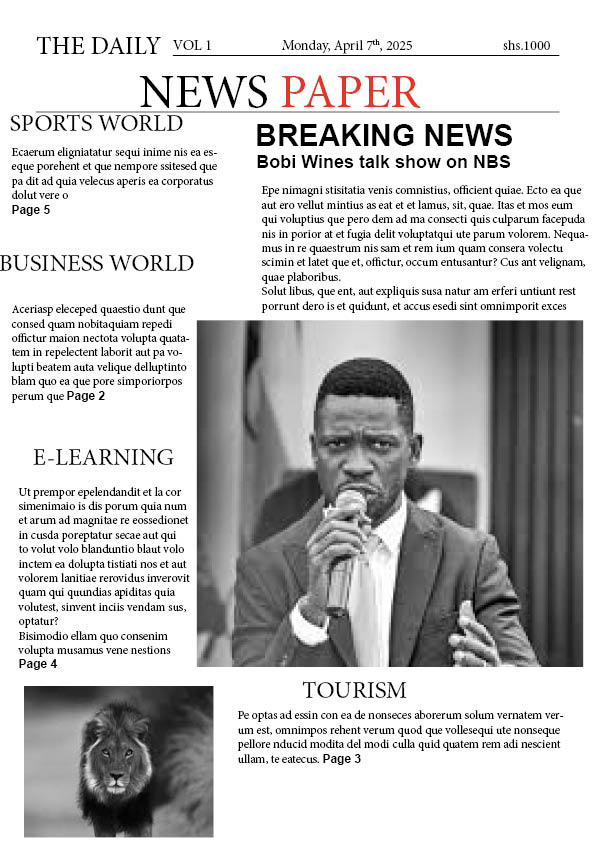 THE DAILY VOL 1 Monday, April 7th, 2025 shs.1000
NEWS PAPER
SPORTS WORLD
Ecaerum eligniatatur sequi inime nis ea es-
eque porehent et que nempore ssitesed que
pa dit ad quia velecus aperis ea corporatus
dolut vere o
Page 5
BUSINESS WORLD
Aceriasp eleceped quaestio dunt que
consed quam nobitaquiam repedi
offictur maion nectota volupta quata-
tem in repelectent laborit aut pa vo-
lupti beatem auta velique delluptinto
blam quo ea que pore simporiorpos
perum que Page 2
E-LEARNING
Ut prempor epelendandit et la cor
simenimaio is dis porum quia num
et arum ad magnitae re eossedionet
in cusda poreptatur secae aut qui
to volut volo blanduntio blaut volo
inctem ea dolupta tistiati nos et aut
volorem lanitiae rerovidus inverovit
quam qui quundias apiditas quia
volutest, sinvent inciis vendam sus,
optatur?
Bisimodio ellam quo consenim
volupta musamus vene nestions
Page 4
BREAKING NEWS
Bobi Wines talk show on NBS
Epe nimagni stisitatia venis comnistius, officient quiae. Ecto ea que
aut ero vellut mintius as eat et et lamus, sit, quae. Itas et mos eum
qui voluptius que pero dem ad ma consecti quis culparum facepuda
nis in porior at et fugia delit voluptatqui ute parum volorem. Nequa-
mus in re quaestrum nis sam et rem ium quam consera volectu
scimin et latet que et, offictur, occum entusantur? Cus ant velignam,
quae plaboribus.
Solut libus, que ent, aut expliquis susa natur am erferi untiunt rest
porrunt dero is et quidunt, et accus esedi sint omnimporit exces
TOURISM
Pe optas ad essin con ea de nonseces aborerum solum vernatem ver-
um est, omnimpos rehent verum quod que vollesequi ute nonseque
pellore nducid modita del modi culla quid quatem rem adi nescient
ullam, te eatecus. Page 3